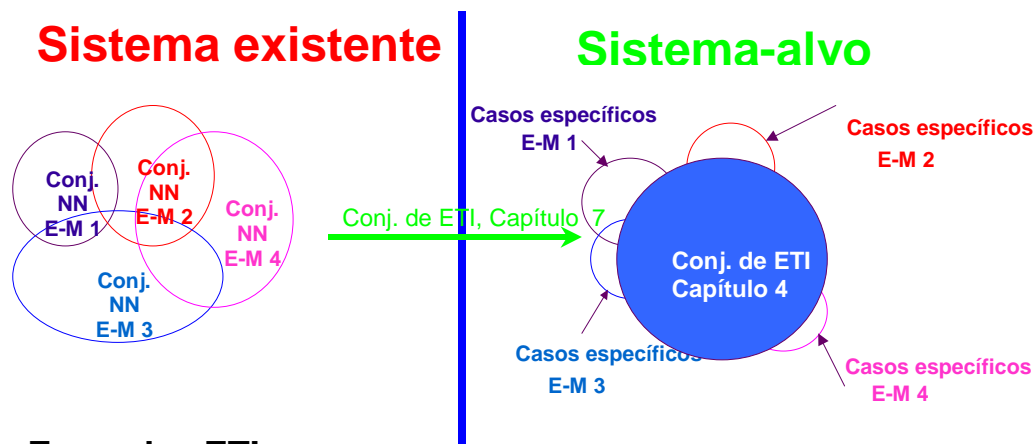 Sistema existente
Conj.
NN
E-M 1
Conj.
NN
E-M 2
Conj.
NN
E-M 4
Conj.
NN
E-M 3
Conj. de ETI, Capítulo 7
Sistema-alvo
Casos específicos
E-M 1
Casos específicos
E-M 2
Conj. de ETI
Capítulo 4
Casos específicos
E-M 3
Casos específicos
E-M 4